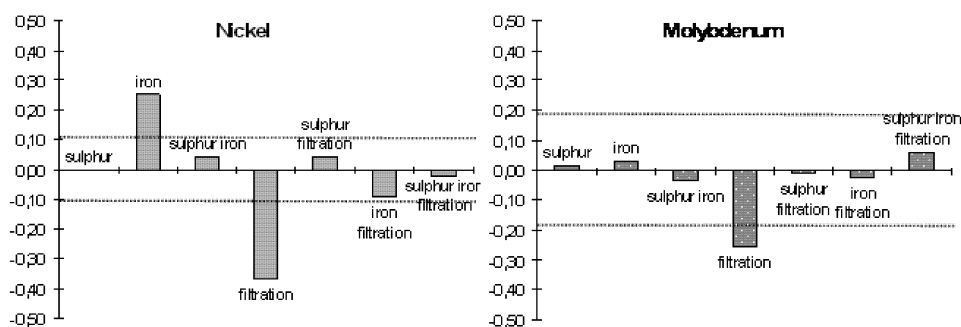 Nickel
0,50
0,40
0,30
0,20
0,10
0,00
-0,10
-0,20
-0,30
-0,40
-0,50
sulphur
iron
sulphur iron
filtration
sulphur
filtration
iron
filtration
sulphur iron
filtration
Molybdenum
0,50
0,40
0,30
0,20
0,10
0,00
-0,10
-0,20
-0,30
-0,40
-0,50
sulphur
iron
sulphur iron
filtration
sulphur
filtration
iron
filtration
sulphur iron
filtration